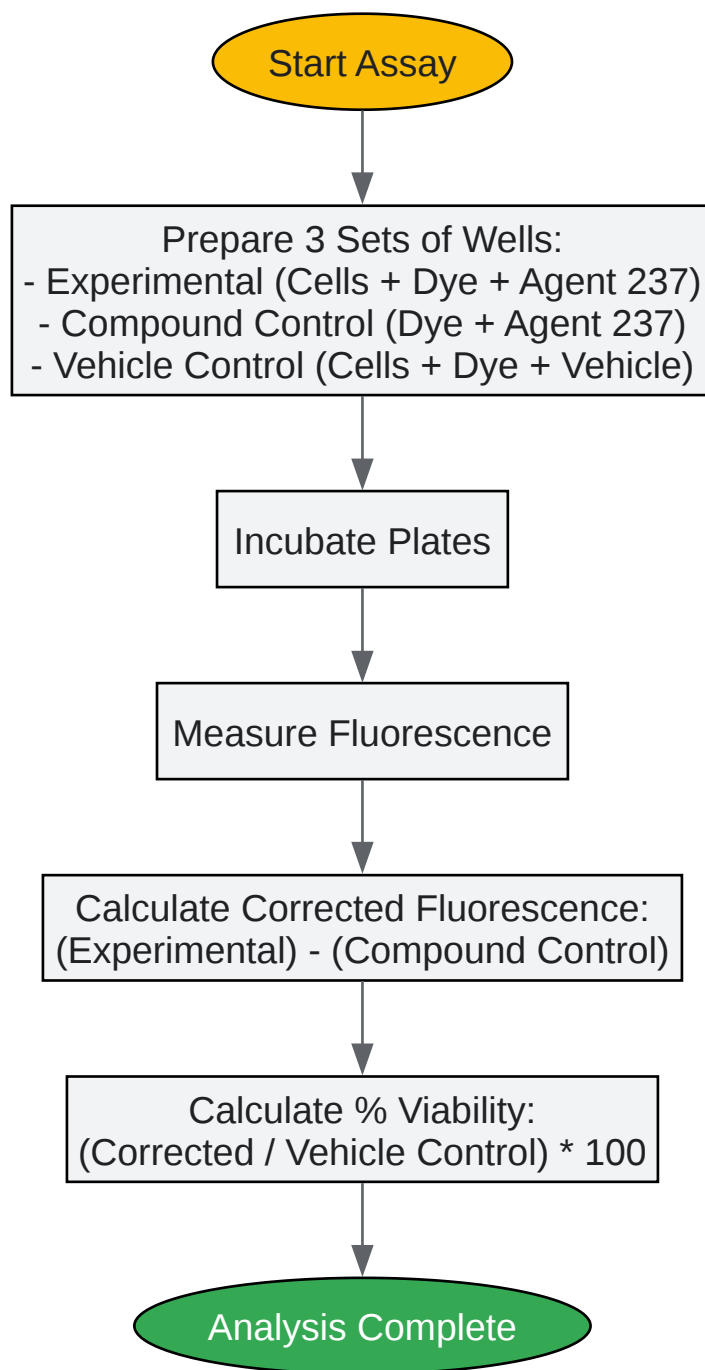 Start Assay
Prepare 3 Sets of Wells:
- Experimental (Cells + Dye + Agent 237)
- Compound Control (Dye + Agent 237)
- Vehicle Control (Cells + Dye + Vehicle)
Incubate Plates
Measure Fluorescence
Calculate Corrected Fluorescence:
(Experimental) - (Compound Control)
Calculate % Viability:
(Corrected / Vehicle Control) * 100
Analysis Complete